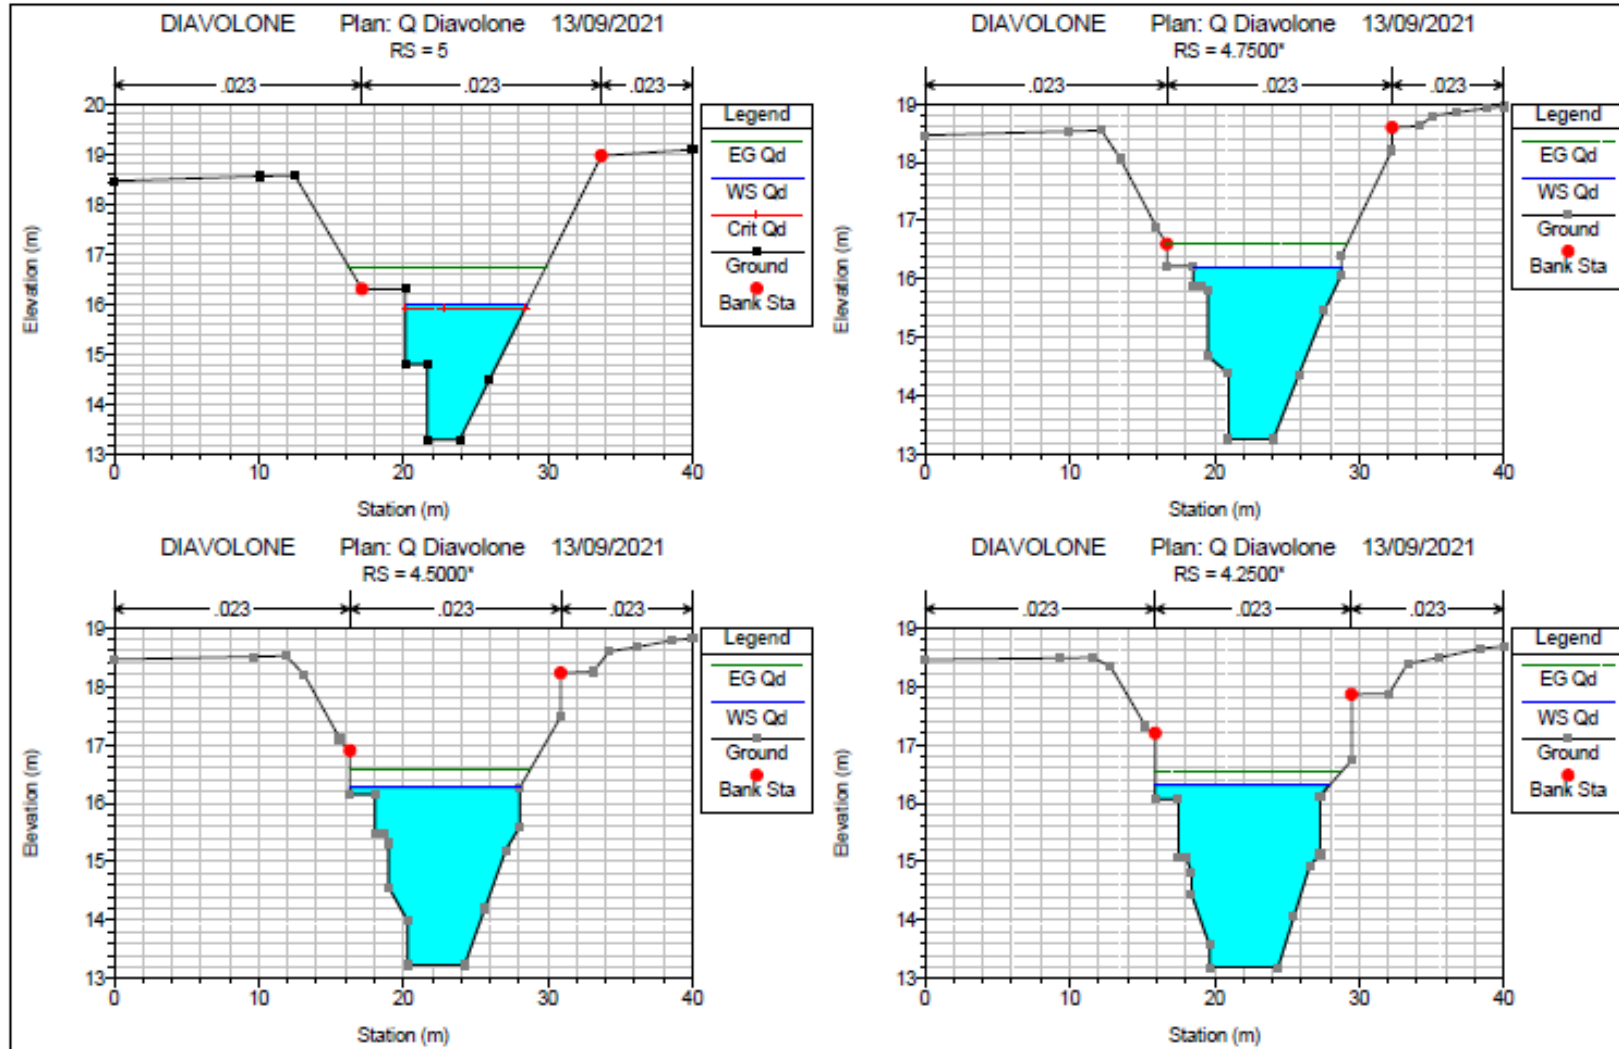 DIAVOLONE Plan: Q Diavolone 13/09/2021
RS = 5
.023 .023 .023
Elevation (m)
20
19
18
17
16
15
14
13
0 10 20 30 40
Station (m)
Legend
EG Qd
WS Qd
Crit Qd
Ground
Bank Sta
DIAVOLONE Plan: Q Diavolone 13/09/2021
RS = 4.7500*
.023 .023 .023
Elevation (m)
19
18
17
16
15
14
13
0 10 20 30 40
Station (m)
Legend
EG Qd
WS Qd
Ground
Bank Sta
DIAVOLONE Plan: Q Diavolone 13/09/2021
RS = 4.5000*
.023 .023 .023
Elevation (m)
19
18
17
16
15
14
13
0 10 20 30 40
Station (m)
Legend
EG Qd
WS Qd
Ground
Bank Sta
DIAVOLONE Plan: Q Diavolone 13/09/2021
RS = 4.2500*
.023 .023 .023
Elevation (m)
19
18
17
16
15
14
13
0 10 20 30 40
Station (m)
Legend
EG Qd
WS Qd
Ground
Bank Sta